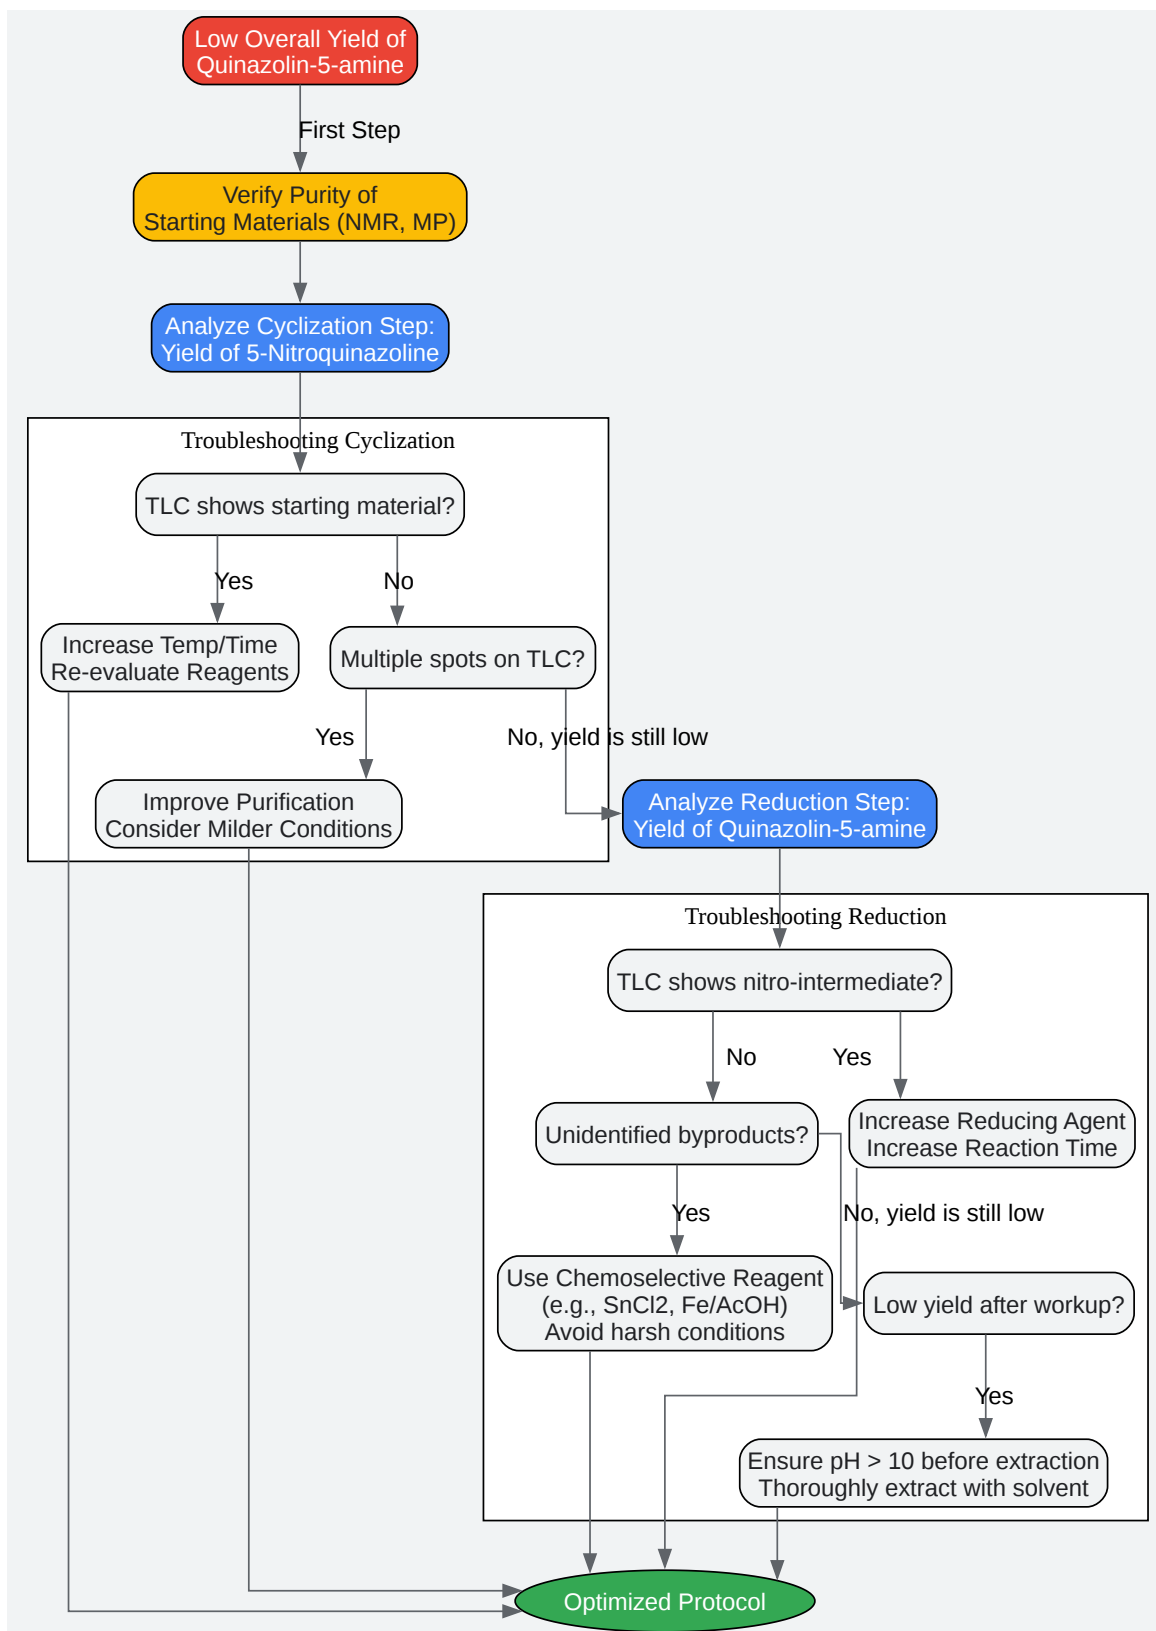 Low Overall Yield of
Quinazolin-5-amine
First Step
Verify Purity of
Starting Materials (NMR, MP)
Analyze Cyclization Step:
Yield of 5-Nitroquinazoline
Troubleshooting Cyclization
TLC shows starting material?
Yes
No
Increase Temp/Time
Re-evaluate Reagents
Multiple spots on TLC?
Yes
No, yield is still low
Improve Purification
Consider Milder Conditions
Analyze Reduction Step:
Yield of Quinazolin-5-amine
Troubleshooting Reduction
TLC shows nitro-intermediate?
No
Yes
Unidentified byproducts?
Increase Reducing Agent
Increase Reaction Time
Yes
No, yield is still low
Use Chemoselective Reagent
(e.g., SnCl2, Fe/AcOH)
Avoid harsh conditions
Low yield after workup?
Yes
Ensure pH > 10 before extraction
Thoroughly extract with solvent
Optimized Protocol